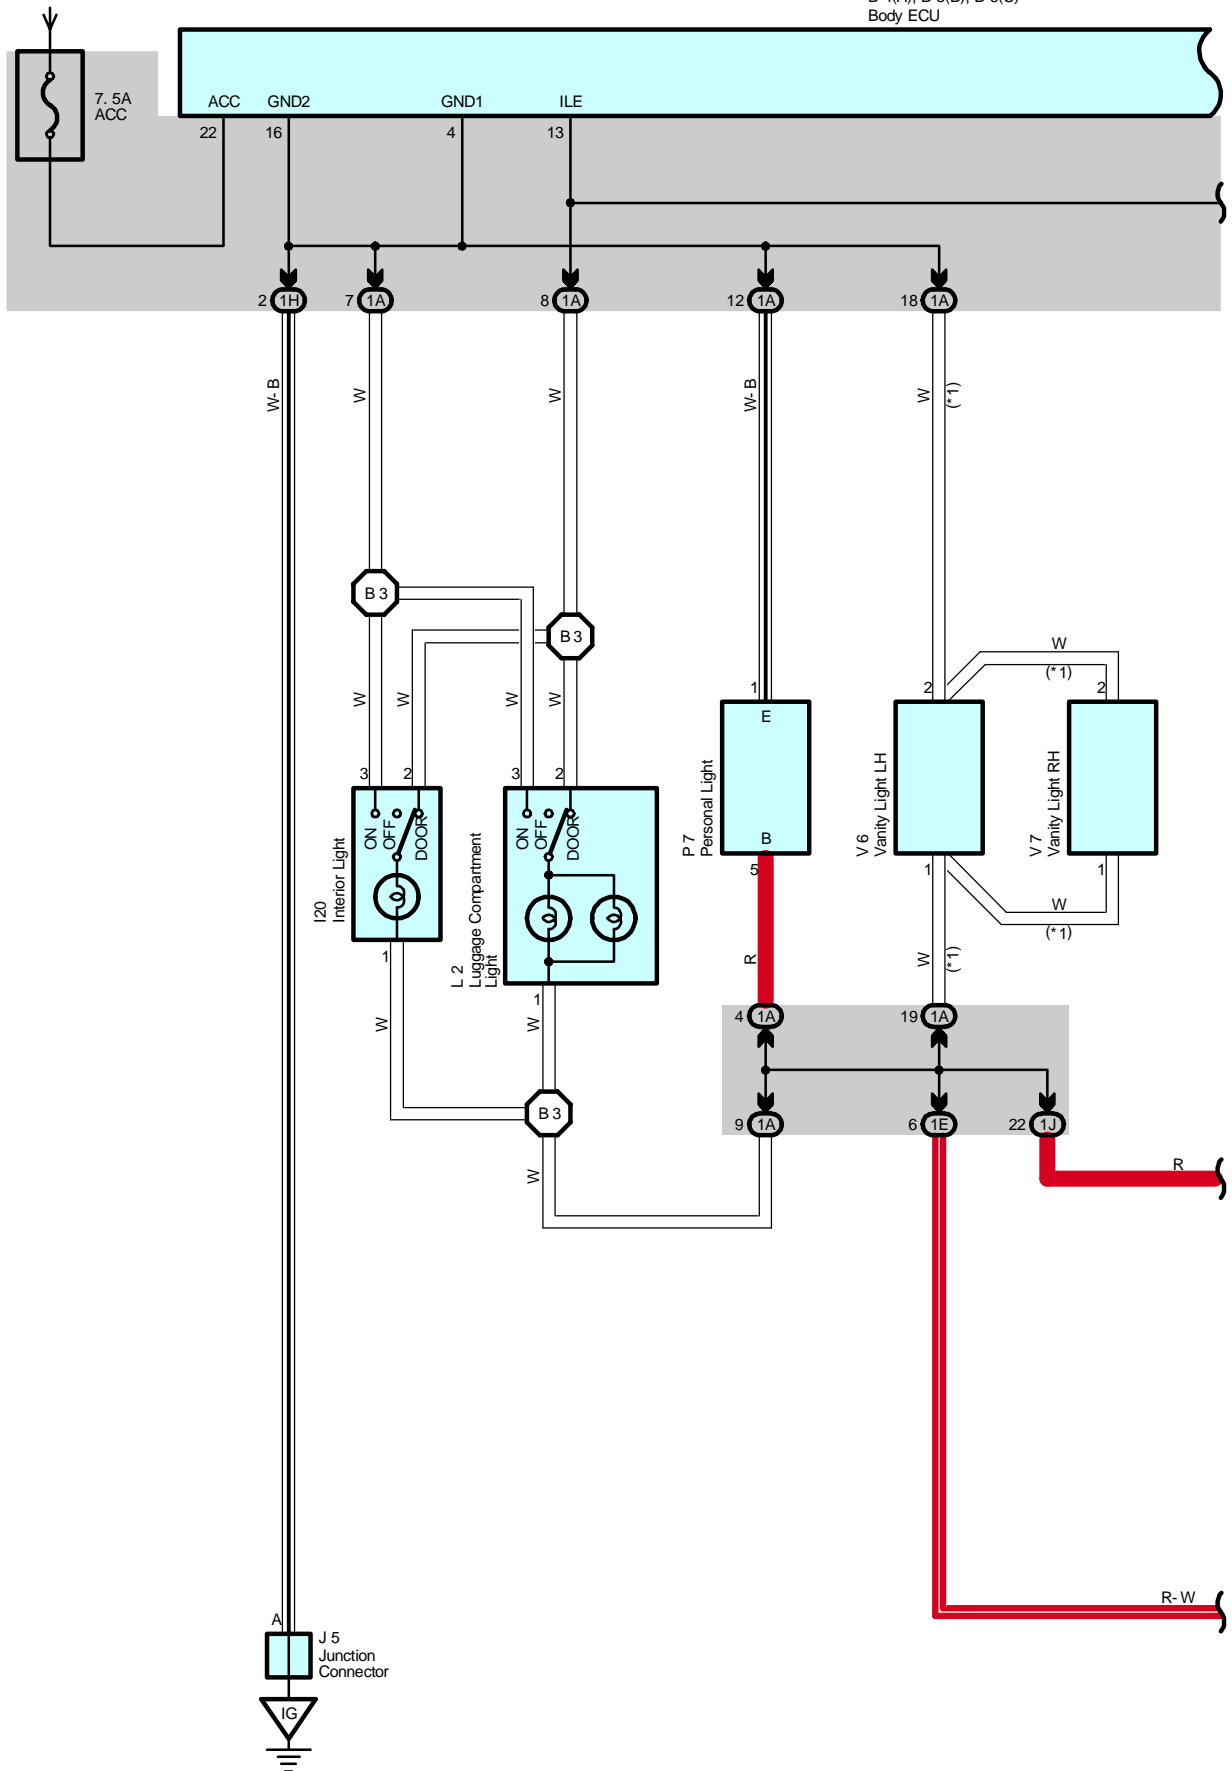 Body ECU
7. 5A
ACC
ACC
GND2
GND1
ILE
22
16
4
13
2 1H
7 1A
8 1A
12 1A
18 1A
W- B
W
W
W- B
W
(* 1)
B 3
B 3
W
(* 1)
W
W
W
W
1
2
2
3
2
3
2
E
B
ON
OFF
DOOR
ON
OFF
DOOR
I20
Interior Light
L 2
Luggage Compartment
Light
P 7
Personal Light
V 6
Vanity Light LH
V 7
Vanity Light RH
5
1
1
W
(* 1)
1
1
W
W
R
W
(* 1)
4 1A
19 1A
B 3
9 1A
6 1E
22 1J
W
R
R- W
A
J 5
Junction
Connector
IG